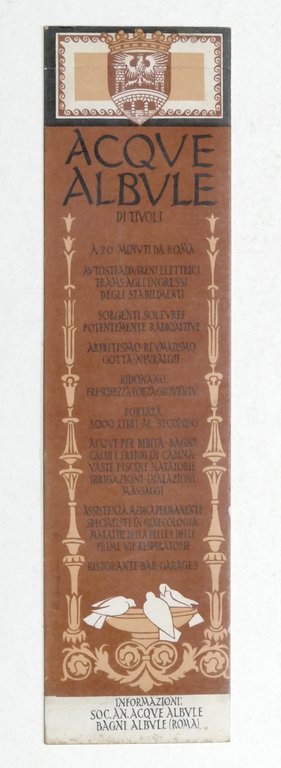 ACQVE
ALBVLE
DI TIVOLI
A 20 MINVTI DA ROMA
AVTOSTRADA·TRENI ELETTRICI
TRAMS·AGLI INGRESSI
DEGLI STABILIMENTI
SORGENTI SOLFVREE
POTENTEMENTE RADIOATTIVE
ARTRITISMO·REVMATISMO
GOTTA·NEVRALGIE
RIDONANO
FRESCHEZZA·FORZA·GIOVENTV
PORTATA
3000 LITRI AL SECONDO
ACQVE PER BIBITA·BAGNI
CALDI E FREDDI IN CABINA·
VASTE PISCINE NATATORIE
IRRIGAZIONI·INALAZIONI
MASSAGGI
ASSISTENZA MEDICA PERMANENTE
SPECIALISTI IN GINECOLOGIA
MALATTIE DELLA PELLE E DELLE
PRIME VIE RESPIRATORIE
RISTORANTE·BAR·GARAGES
INFORMAZIONI:
SOC. AN. ACQVE ALBVLE
BAGNI ALBVLE (ROMA)